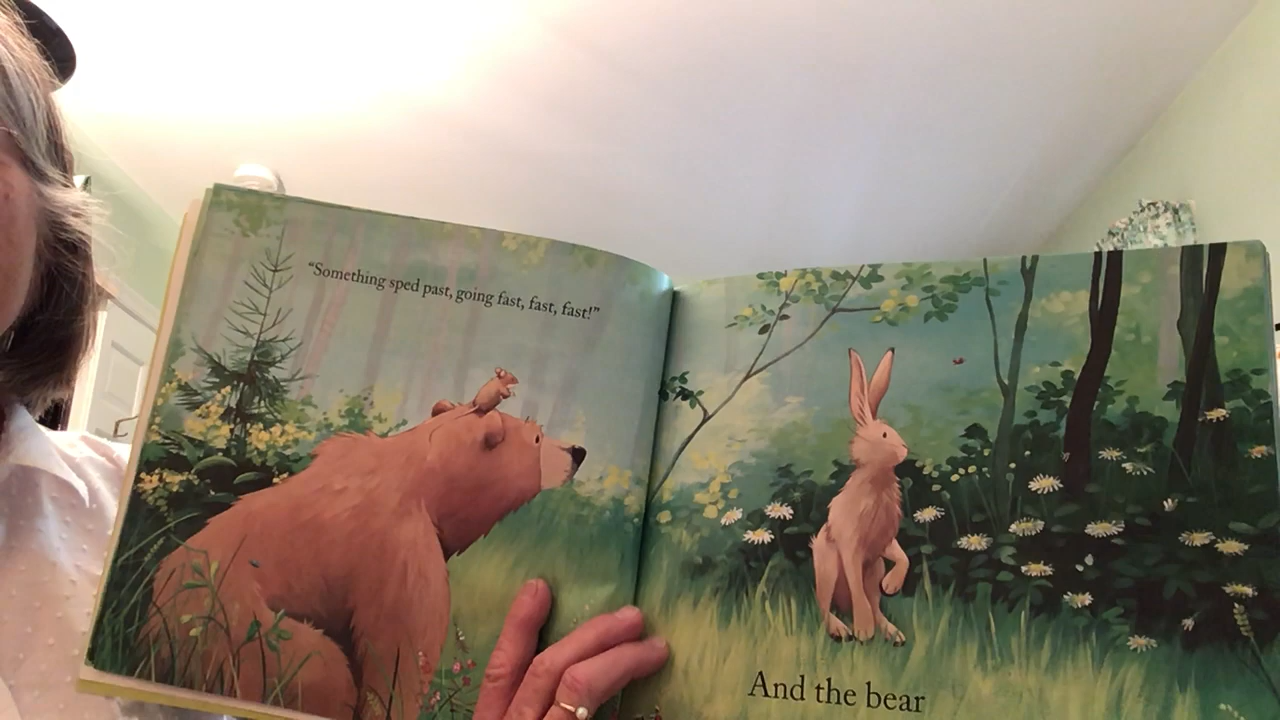 “Something sped past, going fast, fast, fast!”
And the bear